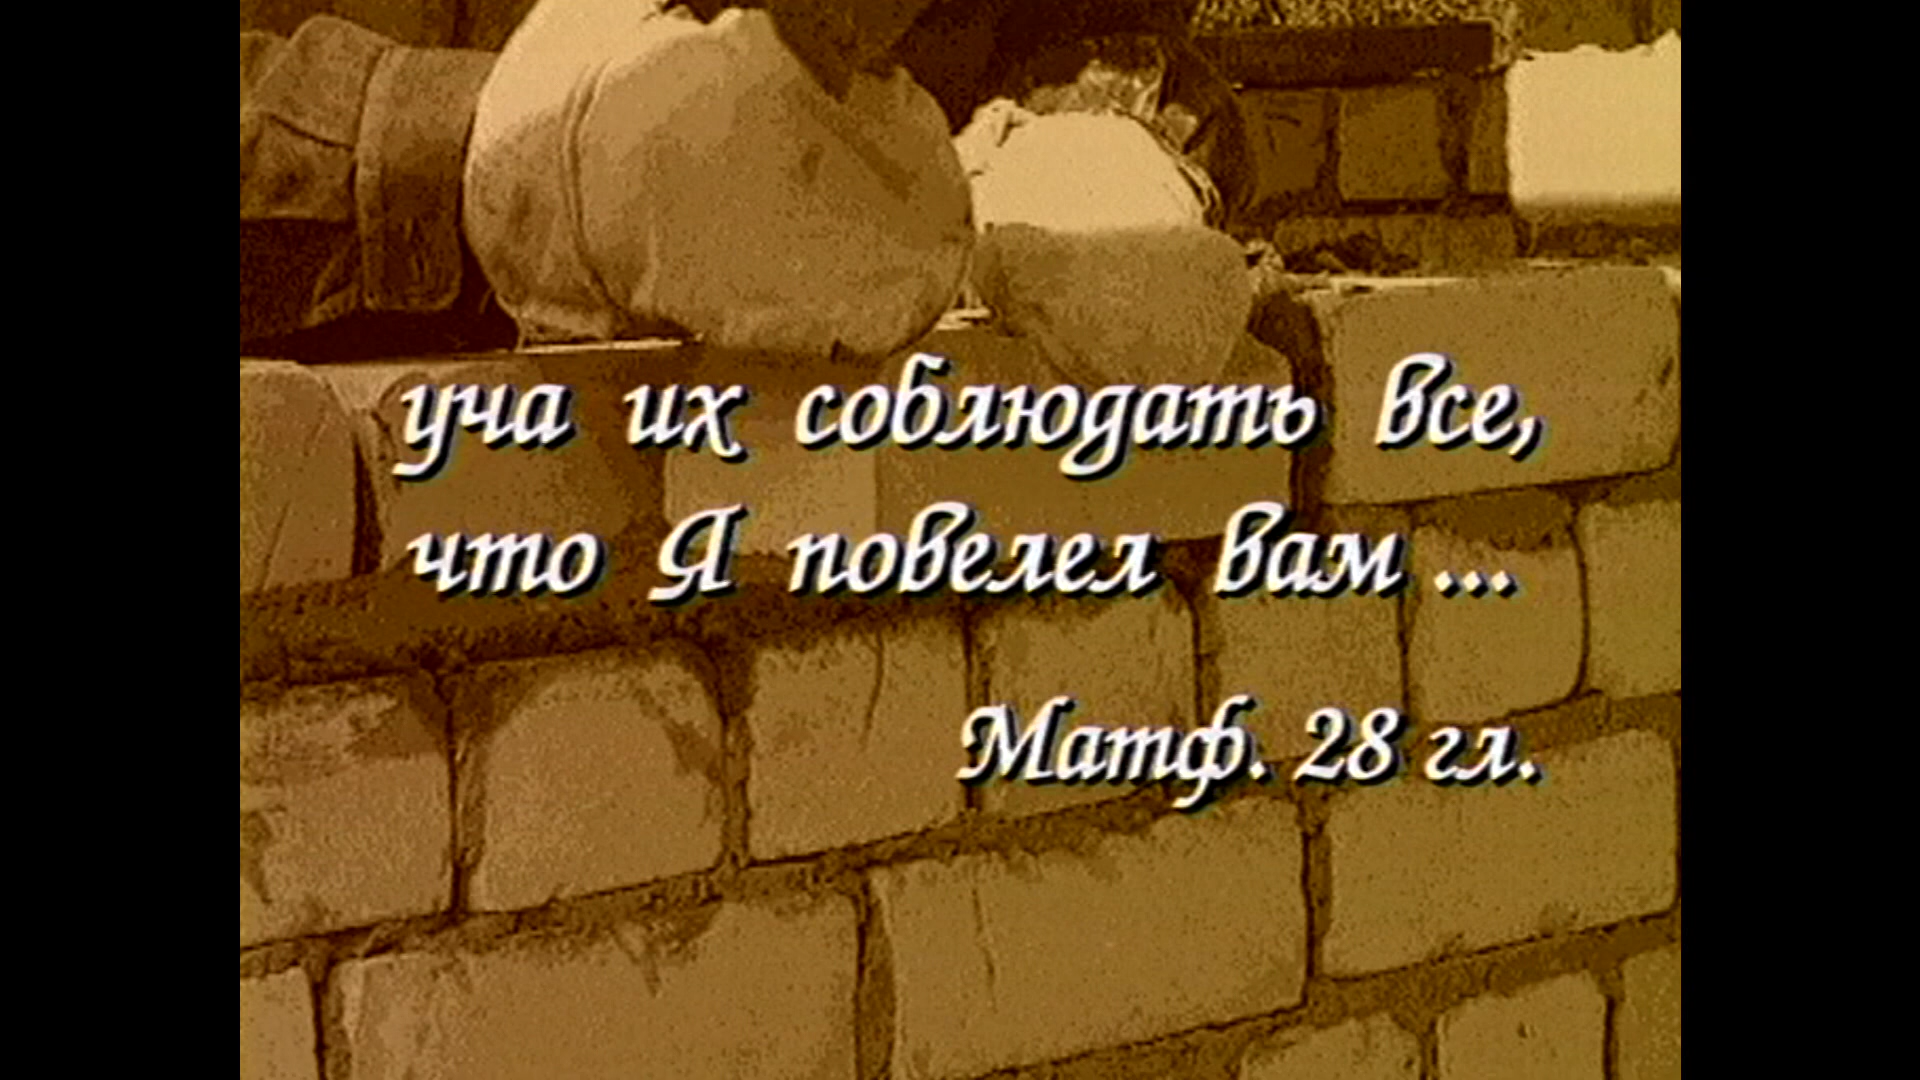 уча их соблюдать все,
что Я повелел вам ...
Матф. 28 гл.